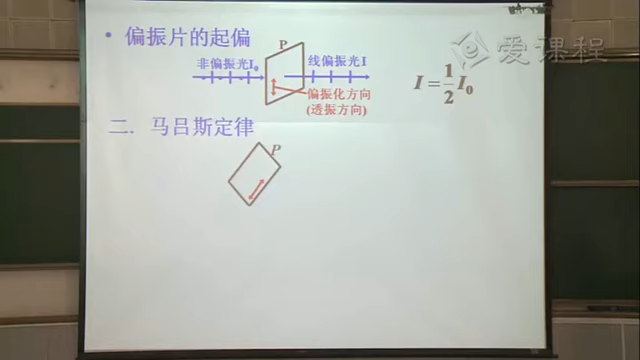 爱课程
• 偏振片的起偏
P
非偏振光I₀
线偏振光I
偏振化方向
(透振方向)
I = 1/2 I₀
二. 马吕斯定律
P